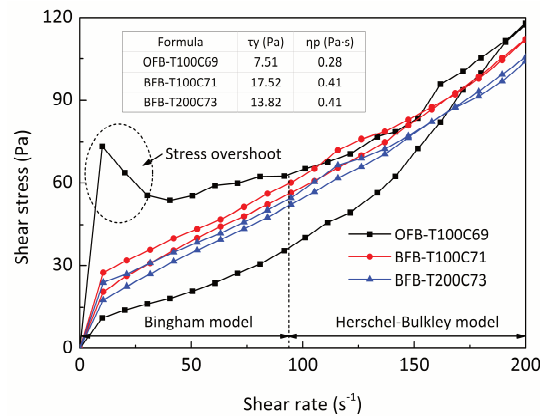 120
90
60
30
0
Shear stress (Pa)
Formula τy (Pa) ηp (Pa·s)
OFB-T100C69 7.51 0.28
BFB-T100C71 17.52 0.41
BFB-T200C73 13.82 0.41
Stress overshoot
OFB-T100C69
BFB-T100C71
BFB-T200C73
Bingham model Herschel-Bulkley model
0 50 100 150 200
Shear rate (s⁻¹)